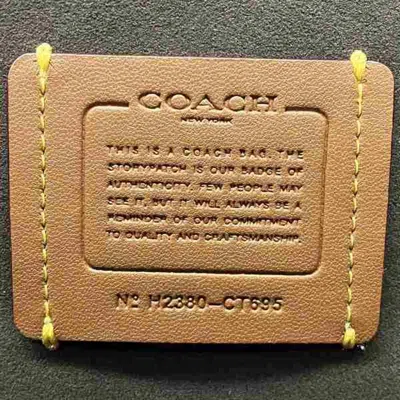 COACH
NEW YORK
THIS IS A COACH BAG. THE
STORYPATCH IS OUR BADGE OF
AUTHENTICITY. FEW PEOPLE MAY
SEE IT, BUT IT WILL ALWAYS BE A
REMINDER OF OUR COMMITMENT
TO QUALITY AND CRAFTSMANSHIP.
Nº H2380-CT695